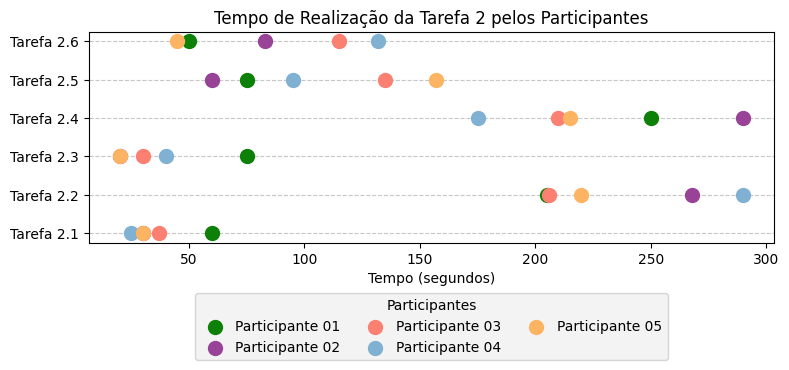 Tempo de Realização da Tarefa 2 pelos Participantes
Tarefa 2.6
Tarefa 2.5
Tarefa 2.4
Tarefa 2.3
Tarefa 2.2
Tarefa 2.1
50 100 150 200 250 300
Tempo (segundos)
Participantes
Participante 01 Participante 03 Participante 05
Participante 02 Participante 04